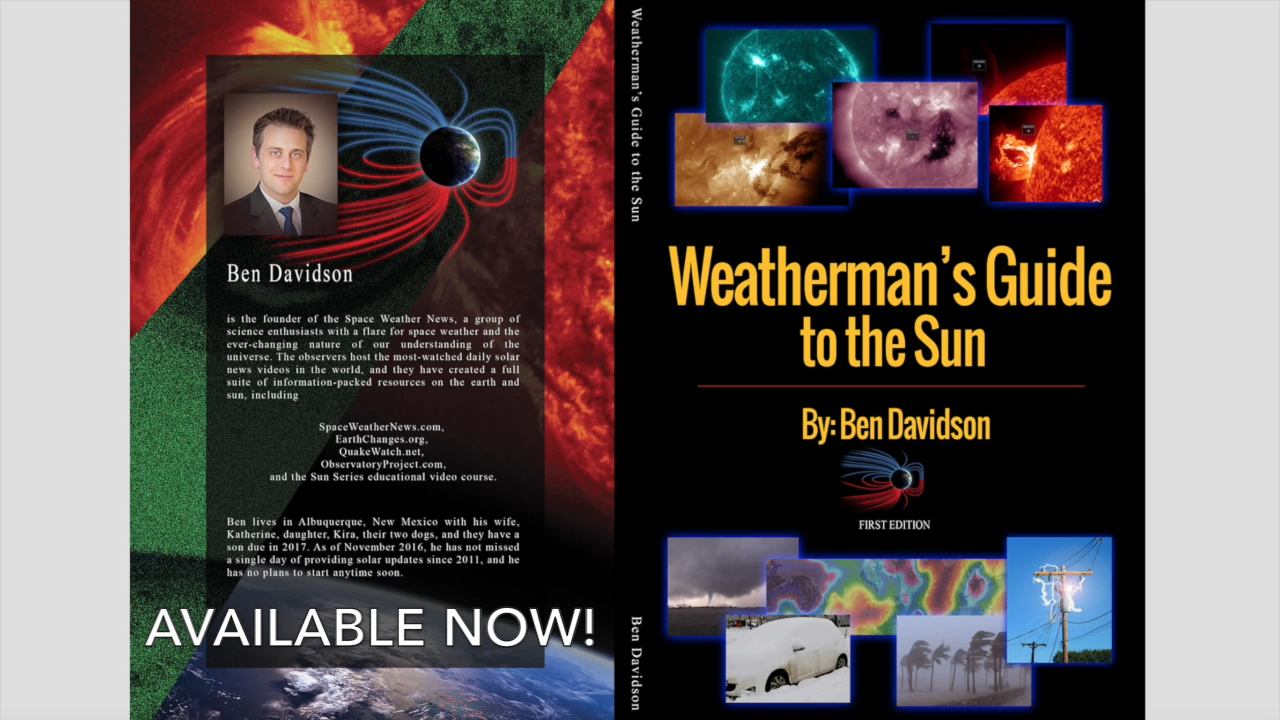 Ben Davidson
is the founder of the Space Weather News, a group of
science enthusiasts with a flare for space weather and the
ever-changing nature of our understanding of the
universe. The observers host the most-watched daily solar
news videos in the world, and they have created a full
suite of information-packed resources on the earth and
sun, including
SpaceWeatherNews.com,
EarthChanges.org,
QuakeWatch.net,
ObservatoryProject.com,
and the Sun Series educational video course.
Ben lives in Albuquerque, New Mexico with his wife,
Katherine, daughter, Kira, their two dogs, and they have a
son due in 2017. As of November 2016, he has not missed
a single day of providing solar updates since 2011, and he
has no plans to start anytime soon.
AVAILABLE NOW!
Weatherman's Guide to the Sun
Ben Davidson
Weatherman's Guide
to the Sun
By: Ben Davidson
FIRST EDITION